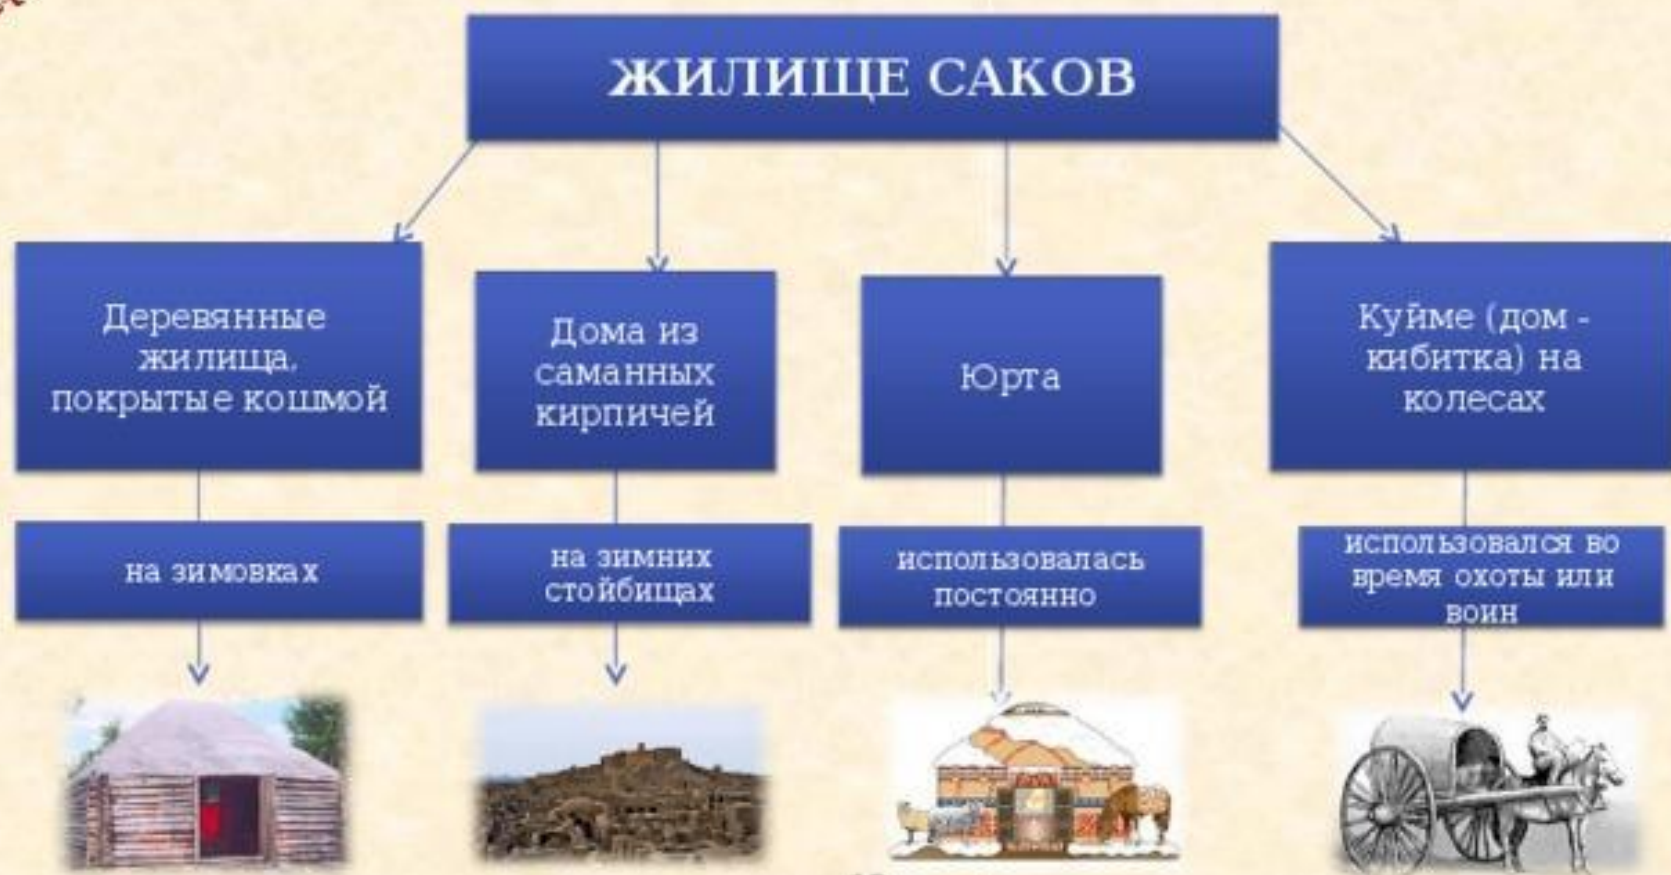 ЖИЛИЩЕ САКОВ
Деревянные
жилища,
покрытые кошмой
Дома из
саманных
кирпичей
Юрта
Куйме (дом -
кибитка) на
колесах
на зимовках
на зимних
стойбищах
использовалась
постоянно
использовался во
время охоты или
воин